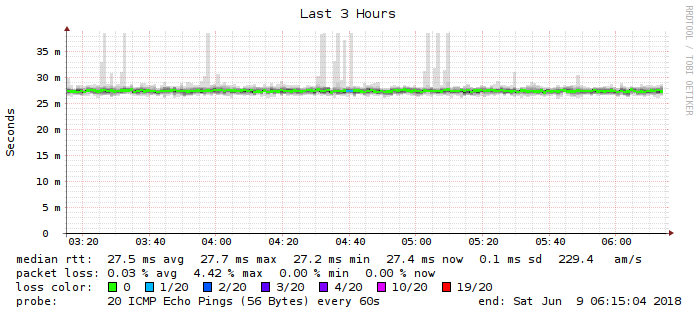 Last 3 Hours
RRDTOOL / TOBI OETIKER
Seconds
35 m
30 m
25 m
20 m
15 m
10 m
5 m
0
03:20 03:40 04:00 04:20 04:40 05:00 05:20 05:40 06:00
median rtt: 27.5 ms avg 27.7 ms max 27.2 ms min 27.4 ms now 0.1 ms sd 229.4 am/s
packet loss: 0.03 % avg 4.42 % max 0.00 % min 0.00 % now
loss color: 0 1/20 2/20 3/20 4/20 10/20 19/20
probe: 20 ICMP Echo Pings (56 Bytes) every 60s end: Sat Jun 9 06:15:04 2018